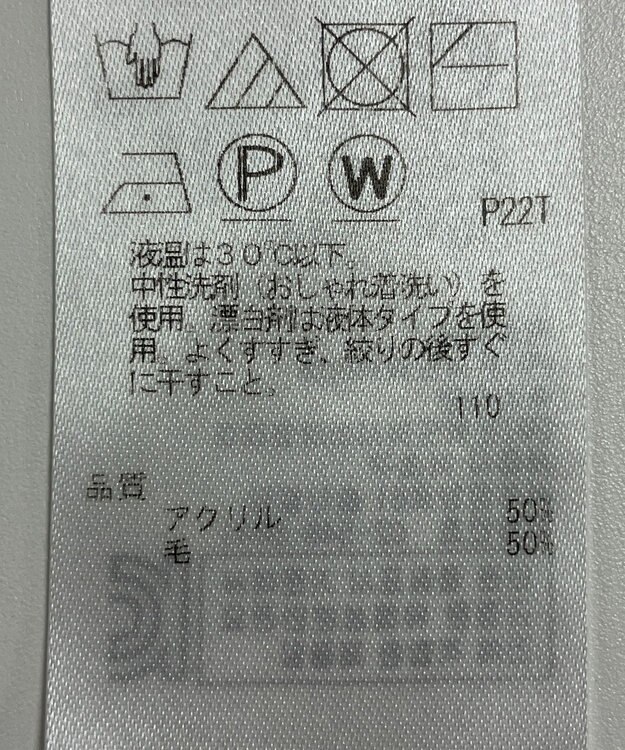 P W P22T
液温は30℃以下。
中性洗剤（おしゃれ着洗い）を
使用。漂白剤は液体タイプを使
用。よくすすぎ、絞りの後すぐ
に干すこと。
110
品質
アクリル 50%
毛 50%